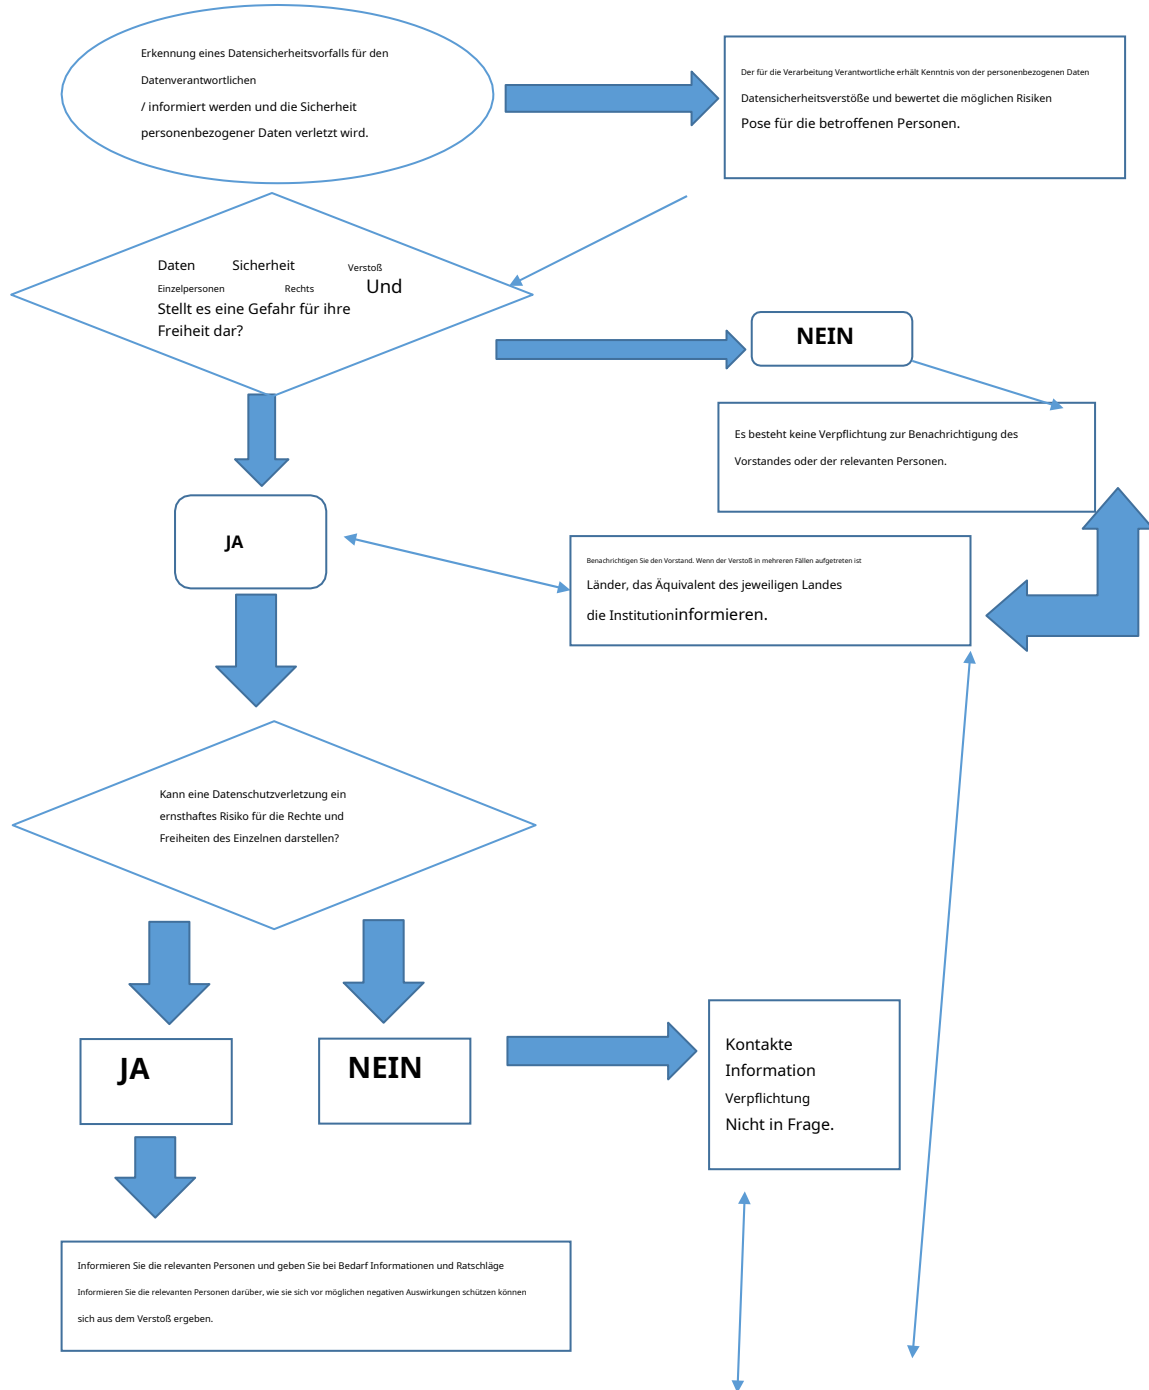 Erkennung eines Datensicherheitsvorfalls für den
Datenverantwortlichen
/ informiert werden und die Sicherheit
personenbezogener Daten verletzt wird.
Der für die Verarbeitung Verantwortliche erhält Kenntnis von der personenbezogenen Daten
Datensicherheitsverstöße und bewertet die möglichen Risiken
Pose für die betroffenen Personen.
Daten Sicherheit Verstoß
Einzelpersonen Rechts Und
Stellt es eine Gefahr für ihre
Freiheit dar?
NEIN
Es besteht keine Verpflichtung zur Benachrichtigung des
Vorstandes oder der relevanten Personen.
JA
Benachrichtigen Sie den Vorstand. Wenn der Verstoß in mehreren Fällen aufgetreten ist
Länder, das Äquivalent des jeweiligen Landes
die Institutioninformieren.
Kann eine Datenschutzverletzung ein
ernsthaftes Risiko für die Rechte und
Freiheiten des Einzelnen darstellen?
JA
NEIN
Kontakte
Information
Verpflichtung
Nicht in Frage.
Informieren Sie die relevanten Personen und geben Sie bei Bedarf Informationen und Ratschläge
Informieren Sie die relevanten Personen darüber, wie sie sich vor möglichen negativen Auswirkungen schützen können
sich aus dem Verstoß ergeben.